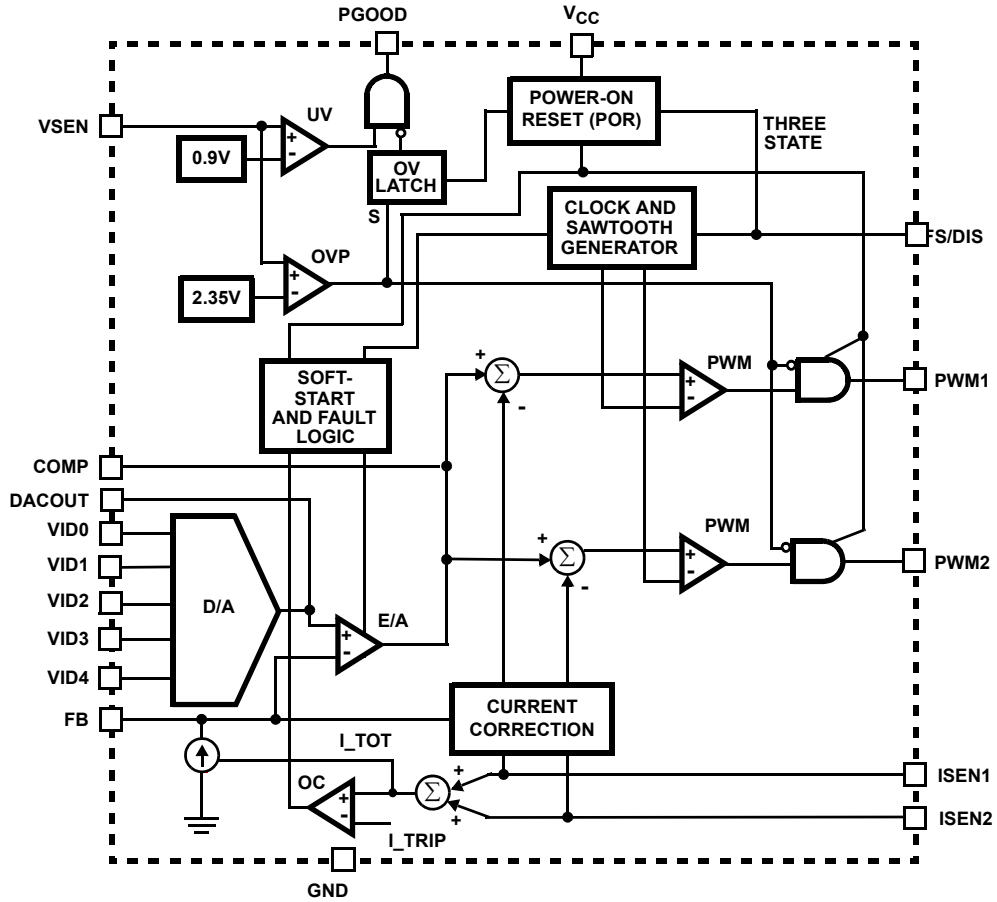 PGOOD
VCC
VSEN
UV
POWER-ON
RESET (POR)
THREE
STATE
0.9V
OV
LATCH
S
CLOCK AND
SAWTOOTH
GENERATOR
FS/DIS
OVP
2.35V
+
-
+
-
SOFT-
START
AND FAULT
LOGIC
+
Σ
-
PWM
+
-
PWM1
COMP
DACOUT
VID0
VID1
VID2
VID3
VID4
D/A
E/A
+
-
+
Σ
-
PWM
+
-
PWM2
FB
CURRENT
CORRECTION
I_TOT
OC
+
-
Σ
+
+
I_TRIP
ISEN1
ISEN2
GND